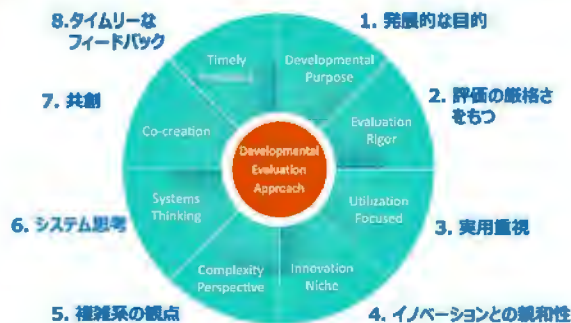 8.タイムリーな
フィードバック
1. 発展的な目的
2. 評価の厳格さ
をもつ
3. 実用重視
4. イノベーションとの親和性
5. 複雑系の観点
6. システム思考
7. 共創
Timely
Developmental
Purpose
Evaluation
Rigor
Utilization
Focused
Innovation
Niche
Complexity
Perspective
Systems
Thinking
Co-creation
Developmental
Evaluation
Approach